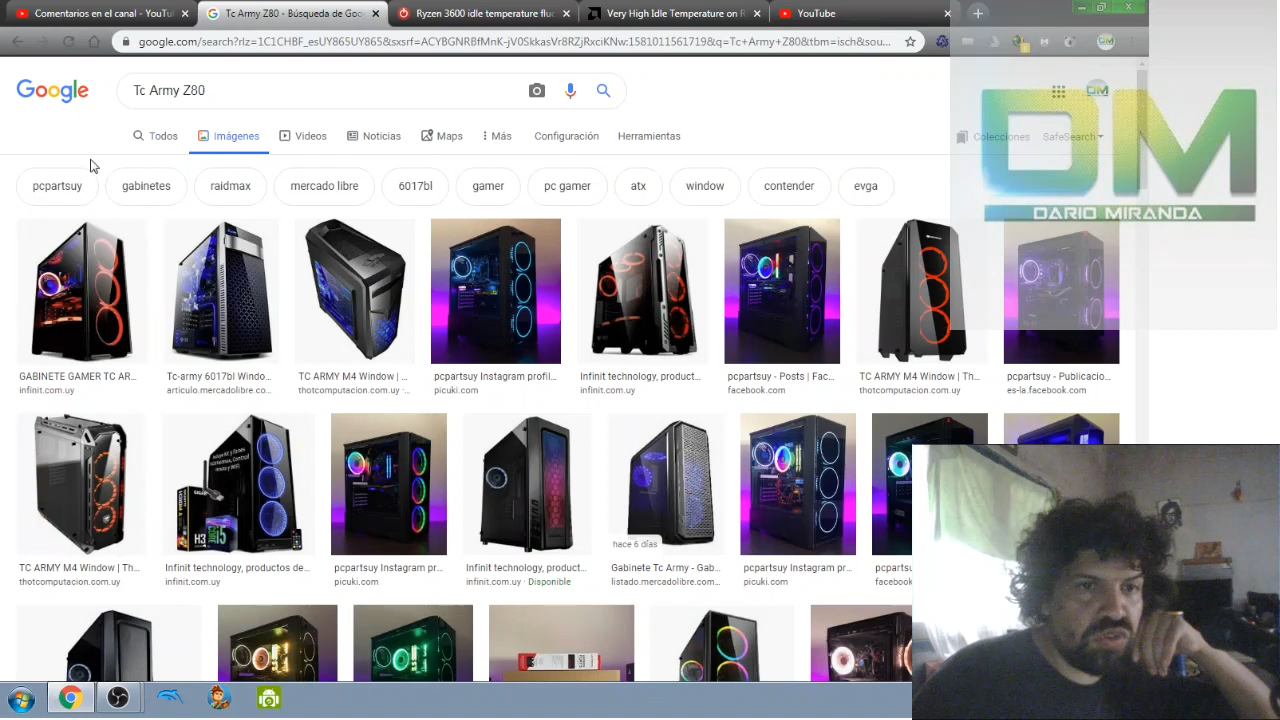 Comentarios en el canal - YouTu
Tc Army Z80 - Búsqueda de Goo
Ryzen 3600 idle temperature fluc
Very High Idle Temperature on R
YouTube
google.com/search?rlz=1C1CHBF_esUY865UY865&sxsrf=ACYBGNRBfMnK-jV0SkkasVr8RZjRxciKNw:1581011561719&q=Tc+Army+Z80&tbm=isch&sou...
Google
Tc Army Z80
Todos
Imágenes
Videos
Noticias
Maps
Más
Configuración
Herramientas
Colecciones
SafeSearch
DM
DARIO MIRANDA
pcpartsuy
gabinetes
raidmax
mercado libre
6017bl
gamer
pc gamer
atx
window
contender
evga
GABINETE GAMER TC AR...
Tc-army 6017bl Windo...
TC ARMY M4 Window | ...
pcpartsuy Instagram profil...
Infinit technology, product...
pcpartsuy - Posts | Fac...
TC ARMY M4 Window | Th...
pcpartsuy - Publicacio...
infinit.com.uy
articulo.mercadolibre.co...
thotcomputacion.com.uy · ...
picuki.com
infinit.com.uy
facebook.com
thotcomputacion.com.uy
es-la.facebook.com
hace 6 días
TC ARMY M4 Window | Th...
Infinit technology, productos de...
pcpartsuy Instagram pr...
Infinit technology, product...
Gabinete Tc Army - Gab...
pcpartsuy Instagram pr...
pcpartsuy
thotcomputacion.com.uy
infinit.com.uy
picuki.com
infinit.com.uy · Disponible
listado.mercadolibre.com...
picuki.com